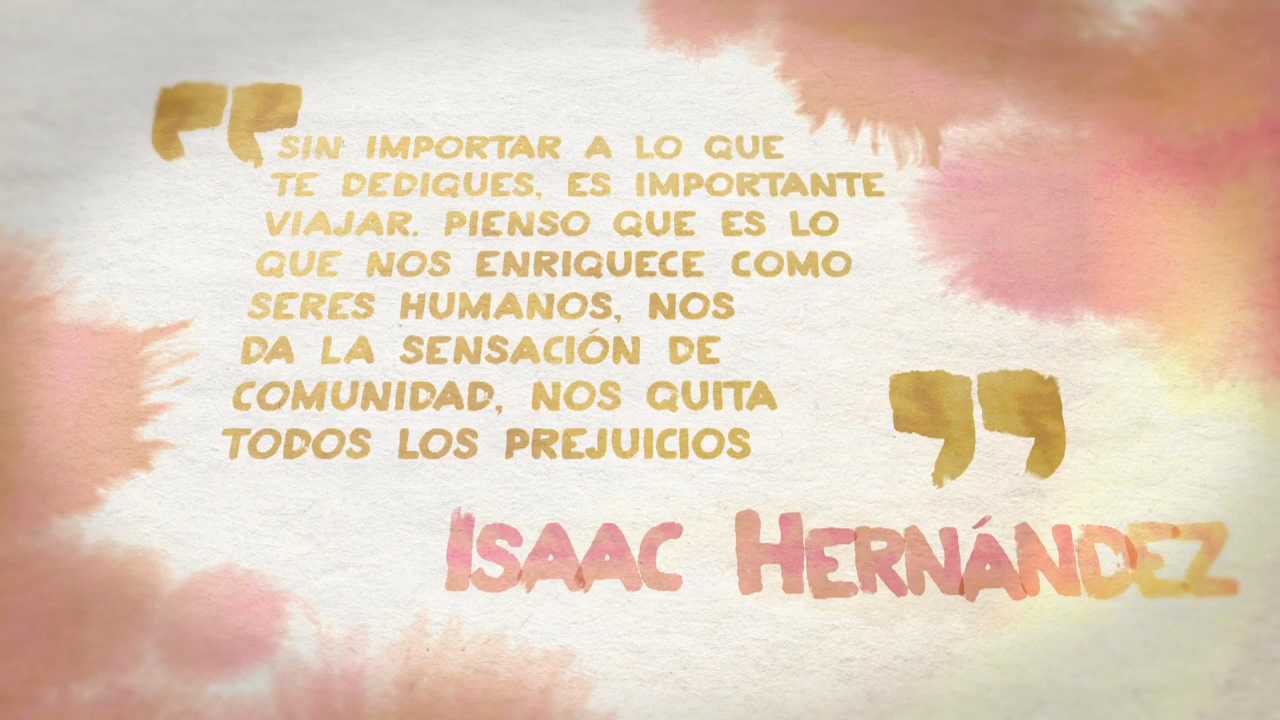 “SIN IMPORTAR A LO QUE
TE DEDIQUES, ES IMPORTANTE
VIAJAR. PIENSO QUE ES LO
QUE NOS ENRIQUECE COMO
SERES HUMANOS, NOS
DA LA SENSACIÓN DE
COMUNIDAD, NOS QUITA
TODOS LOS PREJUICIOS”
ISAAC HERNÁNDEZ